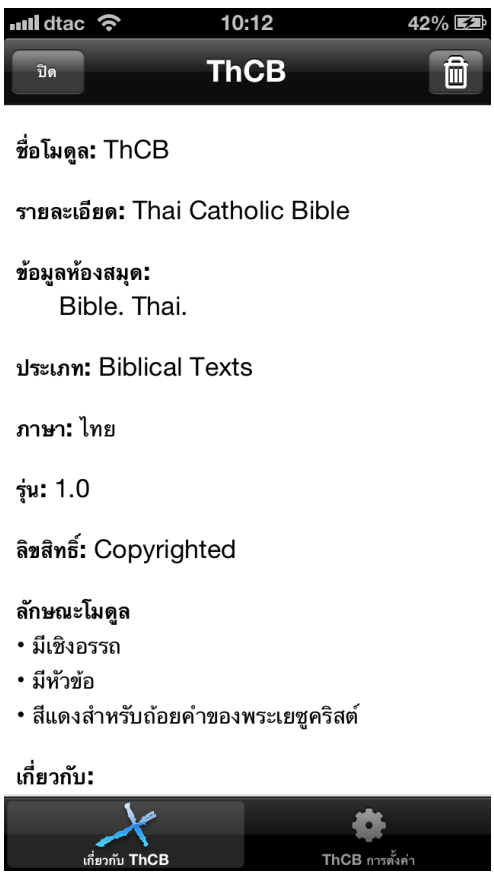 dtac 10:12 42%
ปิด ThCB
ชื่อโมดูล: ThCB
รายละเอียด: Thai Catholic Bible
ข้อมูลห้องสมุด:
Bible. Thai.
ประเภท: Biblical Texts
ภาษา: ไทย
รุ่น: 1.0
ลิขสิทธิ์: Copyrighted
ลักษณะโมดูล
• มีเชิงอรรถ
• มีหัวข้อ
• สีแดงสำหรับถ้อยคำของพระเยซูคริสต์
เกี่ยวกับ:
เกี่ยวกับ ThCB ThCB การตั้งค่า